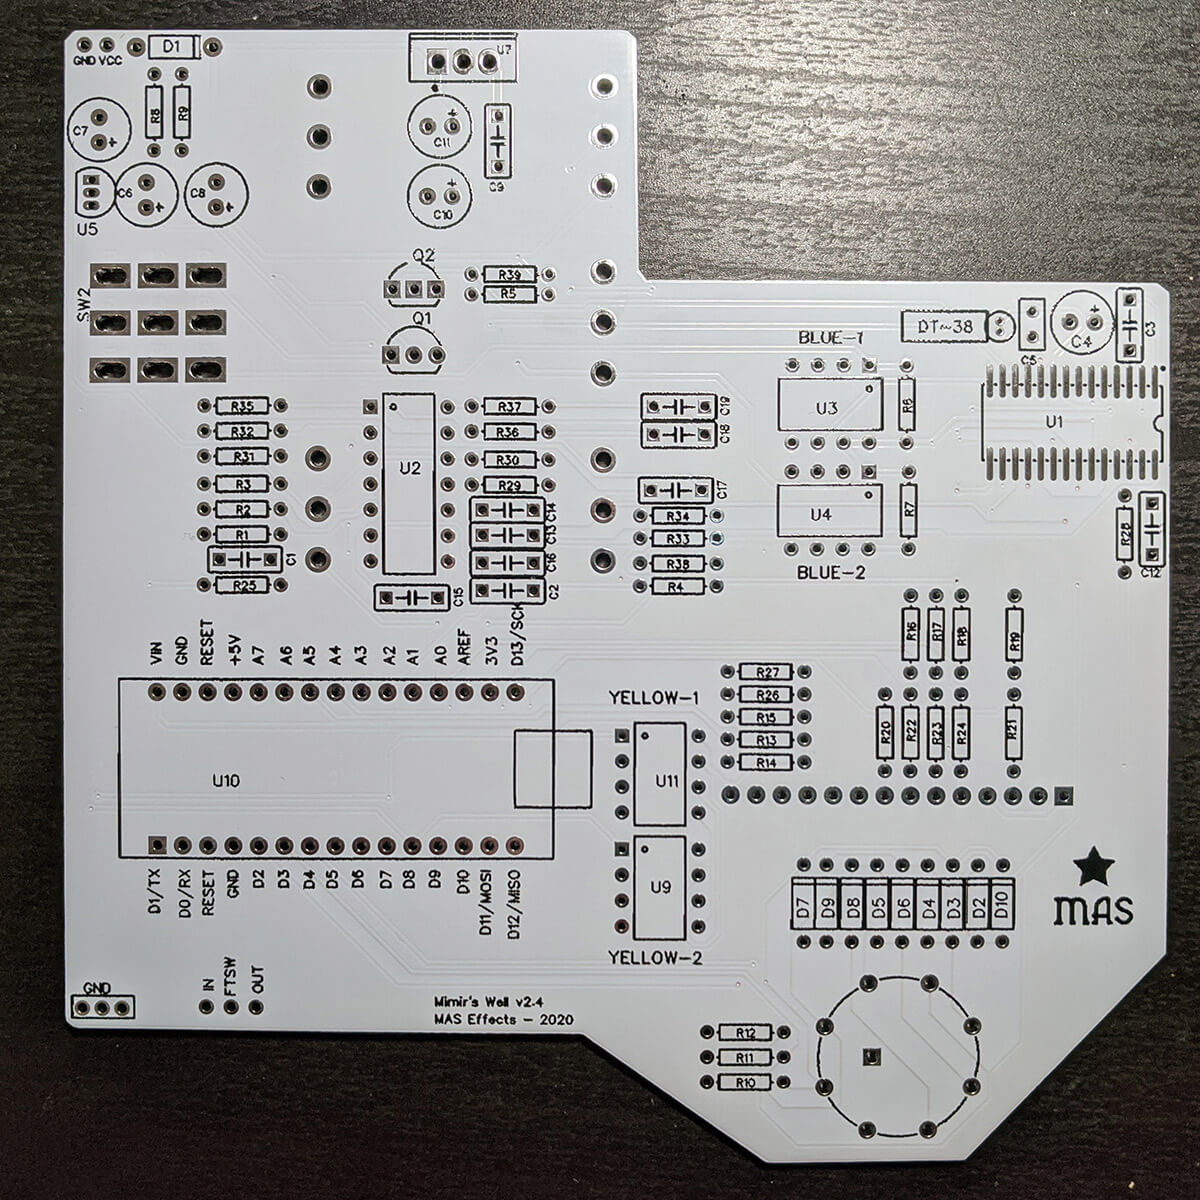 GND VCC
D1
U7
C7
R8
R9
C11
C9
U5
C6
C8
C10
SW2
Q2
R39
R5
Q1
DT~38
C5
C4
C3
BLUE-1
U3
R6
U1
R35
R32
R31
R3
R2
R1
C1
R25
U2
R37
R36
R30
R29
C14
C13
C16
C2
C15
C19
C18
C17
R34
R33
R38
R4
U4
R7
BLUE-2
R28
C12
VIN
GND
RESET
+5V
A7
A6
A5
A4
A3
A2
A1
A0
AREF
3V3
D13/SCK
R16
R17
R18
R19
R27
R26
R15
R13
R14
R20
R22
R23
R24
R21
YELLOW-1
U11
U10
U9
YELLOW-2
D1/TX
D0/RX
RESET
GND
D2
D3
D4
D5
D6
D7
D8
D9
D10
D11/MOSI
D12/MISO
D7
D9
D8
D5
D6
D4
D3
D2
D10
MAS
GND
IN
FTSW
OUT
Mimir's Well v2.4
MAS Effects - 2020
R12
R11
R10